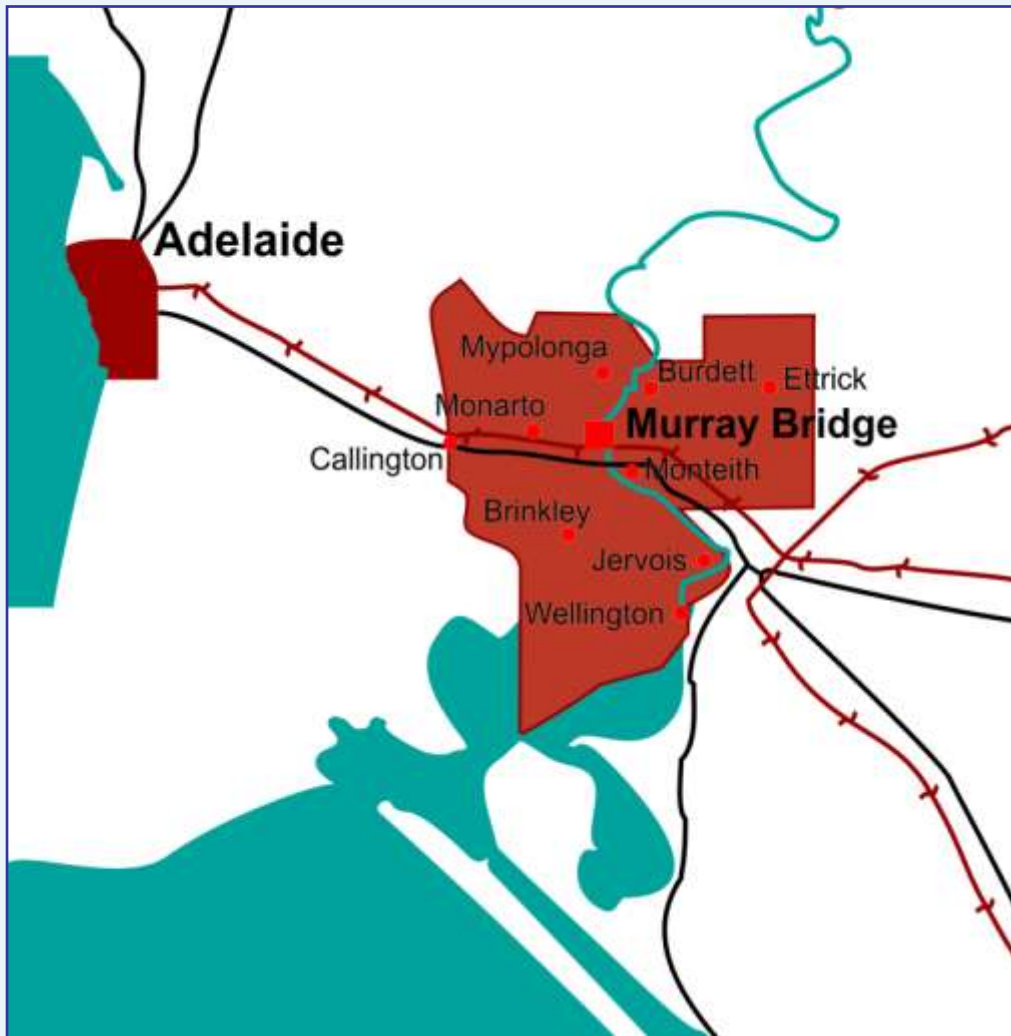 Adelaide
Mypolonga
Burdett
Ettrick
Monarto
Murray Bridge
Callington
Monteith
Brinkley
Jervois
Wellington